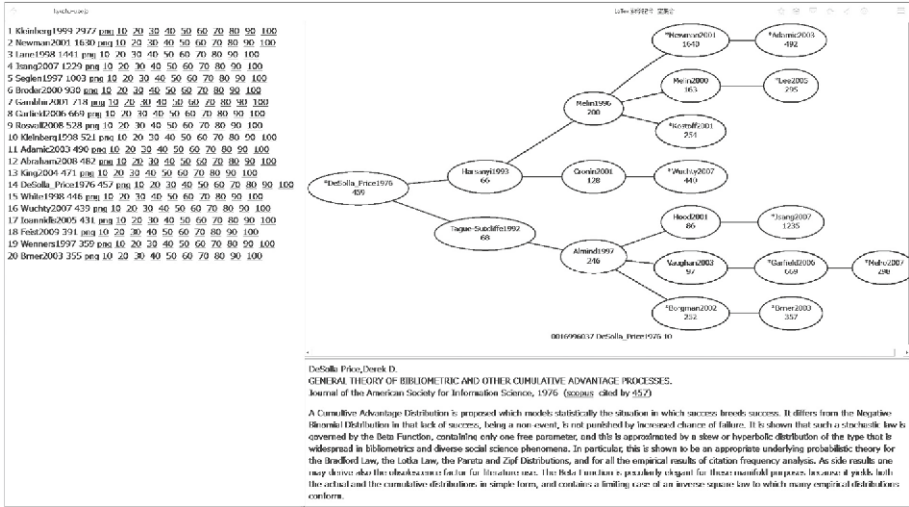 1 Kleinberg1999 2977 png 10 20 30 40 50 60 70 80 90 100
2 Newman2001 1630 png 10 20 30 40 50 60 70 80 90 100
3 Lane1998 1441 png 10 20 30 40 50 60 70 80 90 100
4 Tsang2007 1229 png 10 20 30 40 50 60 70 80 90 100
5 Seglen1997 1003 png 10 20 30 40 50 60 70 80 90 100
6 Broder2000 930 png 10 20 30 40 50 60 70 80 90 100
7 Gambhir2001 718 png 10 20 30 40 50 60 70 80 90 100
8 Garfield2006 669 png 10 20 30 40 50 60 70 80 90 100
9 Rosvall2008 528 png 10 20 30 40 50 60 70 80 90 100
10 Kleinberg1998 521 png 10 20 30 40 50 60 70 80 90 100
11 Adamic2003 490 png 10 20 30 40 50 60 70 80 90 100
12 Abraham2008 482 png 10 20 30 40 50 60 70 80 90 100
13 King2004 471 png 10 20 30 40 50 60 70 80 90 100
14 DeSolla_Price1976 457 png 10 20 30 40 50 60 70 80 90 100
15 White1998 446 png 10 20 30 40 50 60 70 80 90 100
16 Wuchty2007 439 png 10 20 30 40 50 60 70 80 90 100
17 Ioannidis2005 431 png 10 20 30 40 50 60 70 80 90 100
18 Feist2009 391 png 10 20 30 40 50 60 70 80 90 100
19 Wenners1997 359 png 10 20 30 40 50 60 70 80 90 100
20 Brner2003 355 png 10 20 30 40 50 60 70 80 90 100
*Newman2001
1640
*Adamic2003
492
Melin2000
163
*Lee2005
295
Melin1996
200
*Kostoff2001
254
Harsanyi1993
66
Cronin2001
128
*Wuchty2007
440
*DeSolla_Price1976
459
Tague-Sutcliffe1992
68
Hood2001
86
*Tsang2007
1235
Almind1997
246
Vaughan2003
97
*Garfield2006
669
*Meho2007
298
*Borgman2002
252
*Brner2003
357
0016996037 DeSolla_Price1976 10
DeSolla Price,Derek D.
GENERAL THEORY OF BIBLIOMETRIC AND OTHER CUMULATIVE ADVANTAGE PROCESSES.
Journal of the American Society for Information Science, 1976 (scopus cited by 457)
A Cumultive Advantage Distribution is proposed which models statistically the situation in which success breeds success. It differs from the Negative
Binomial Distribution in that lack of success, being a non-event, is not punished by increased chance of failure. It is shown that such a stochastic law is
governed by the Beta Function, containing only one free parameter, and this is approximated by a skew or hyperbolic distribution of the type that is
widespread in bibliometrics and diverse social science phenomena. In particular, this is shown to be an appropriate underlying probabilistic theory for
the Bradford Law, the Lotka Law, the Pareto and Zipf Distributions, and for all the empirical results of citation frequency analysis. As side results one
may derive also the obsolescence factor for literature use. The Beta Function is peculiarly elegant for these manifold purposes because it yields both
the actual and the cumulative distributions in simple form, and contains a limiting case of an inverse square law to which many empirical distributions
conform.